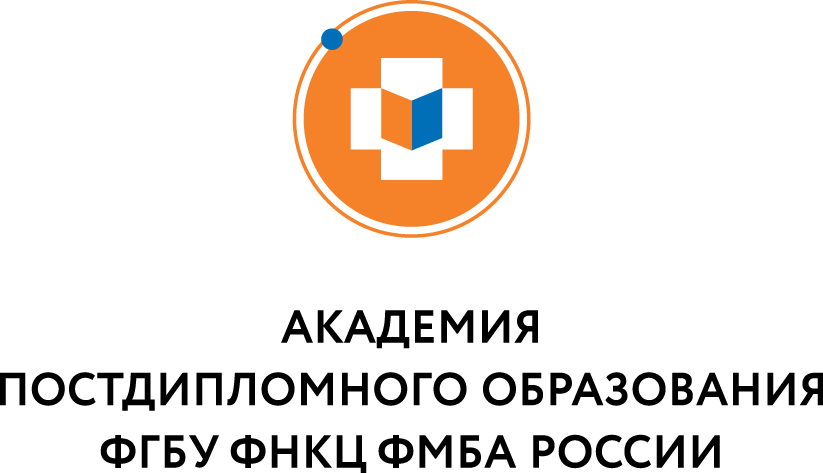 АКАДЕМИЯ
ПОСТДИПЛОМНОГО ОБРАЗОВАНИЯ
ФГБУ ФНКЦ ФМБА РОССИИ